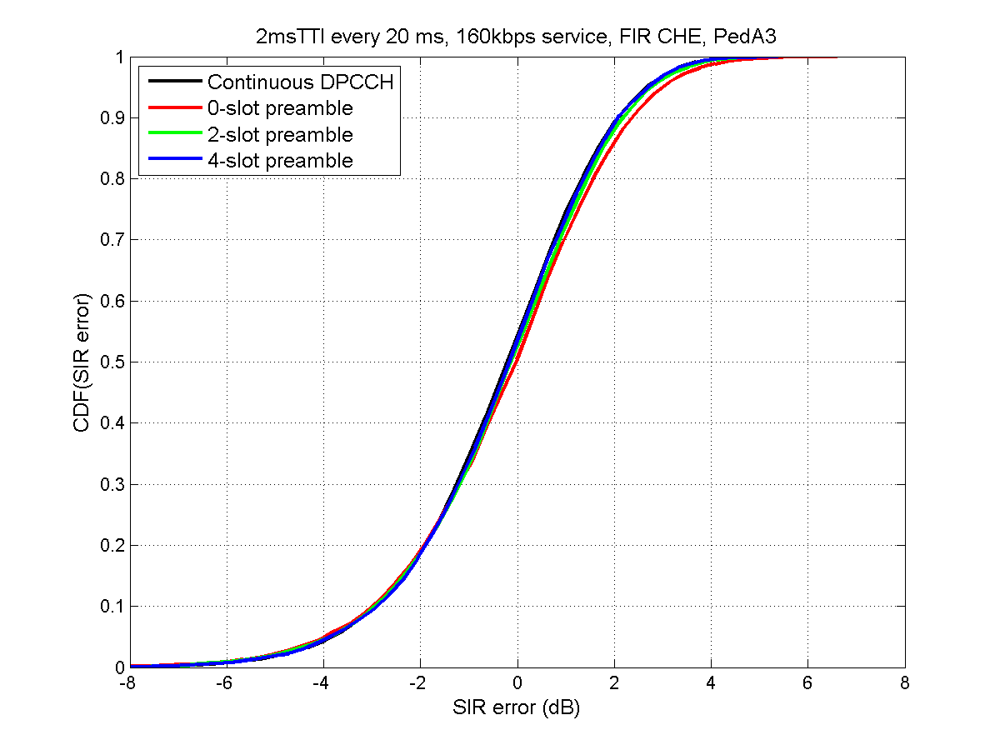 2msTTI every 20 ms, 160kbps service, FIR CHE, PedA3
Continuous DPCCH
0-slot preamble
2-slot preamble
4-slot preamble
1
0.9
0.8
0.7
0.6
0.5
0.4
0.3
0.2
0.1
0
CDF(SIR error)
-8 -6 -4 -2 0 2 4 6 8
SIR error (dB)